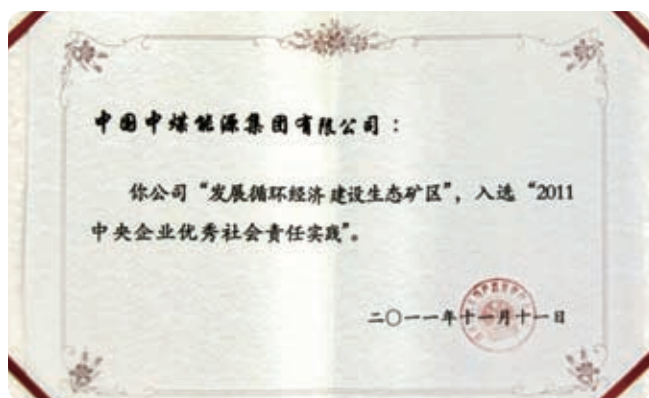 中国中煤能源集团有限公司：
你公司“发展循环经济 建设生态矿区”，入选“2011
中央企业优秀社会责任实践”。
二〇一一年十一月十一日